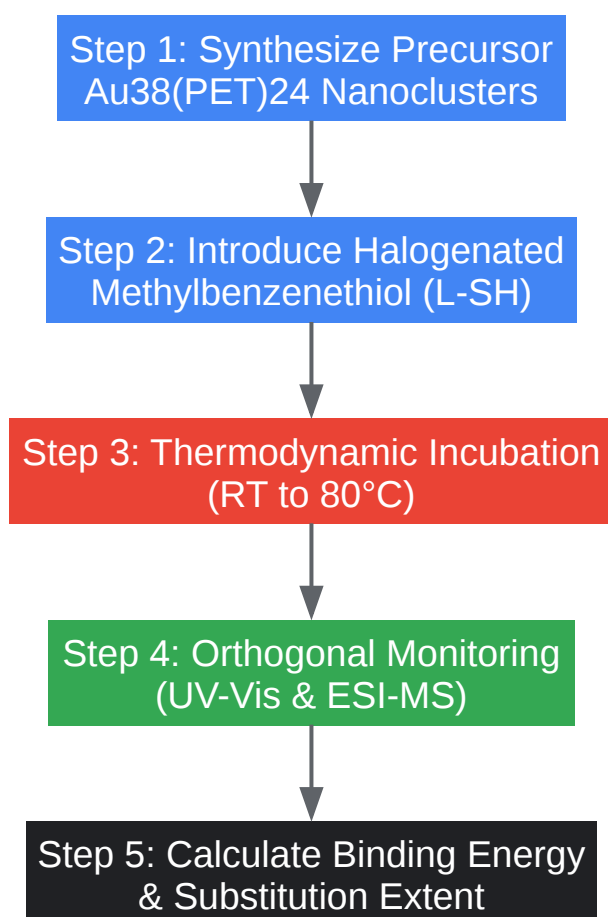 Step 1: Synthesize Precursor
Au38(PET)24 Nanoclusters
Step 2: Introduce Halogenated
Methylbenzenethiol (L-SH)
Step 3: Thermodynamic Incubation
(RT to 80°C)
Step 4: Orthogonal Monitoring
(UV-Vis & ESI-MS)
Step 5: Calculate Binding Energy
& Substitution Extent